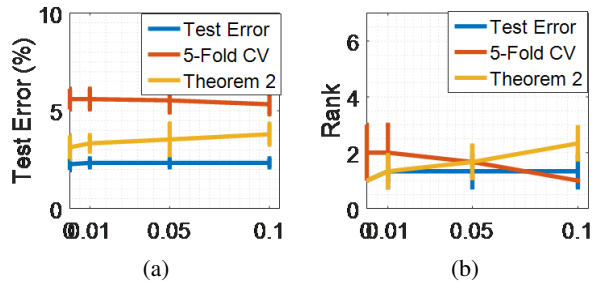 Test Error (%)
10
5
0
0
0.01
0.05
0.1
Test Error
5-Fold CV
Theorem 2
(a)
Rank
6
4
2
0
0
0.01
0.05
0.1
Test Error
5-Fold CV
Theorem 2
(b)